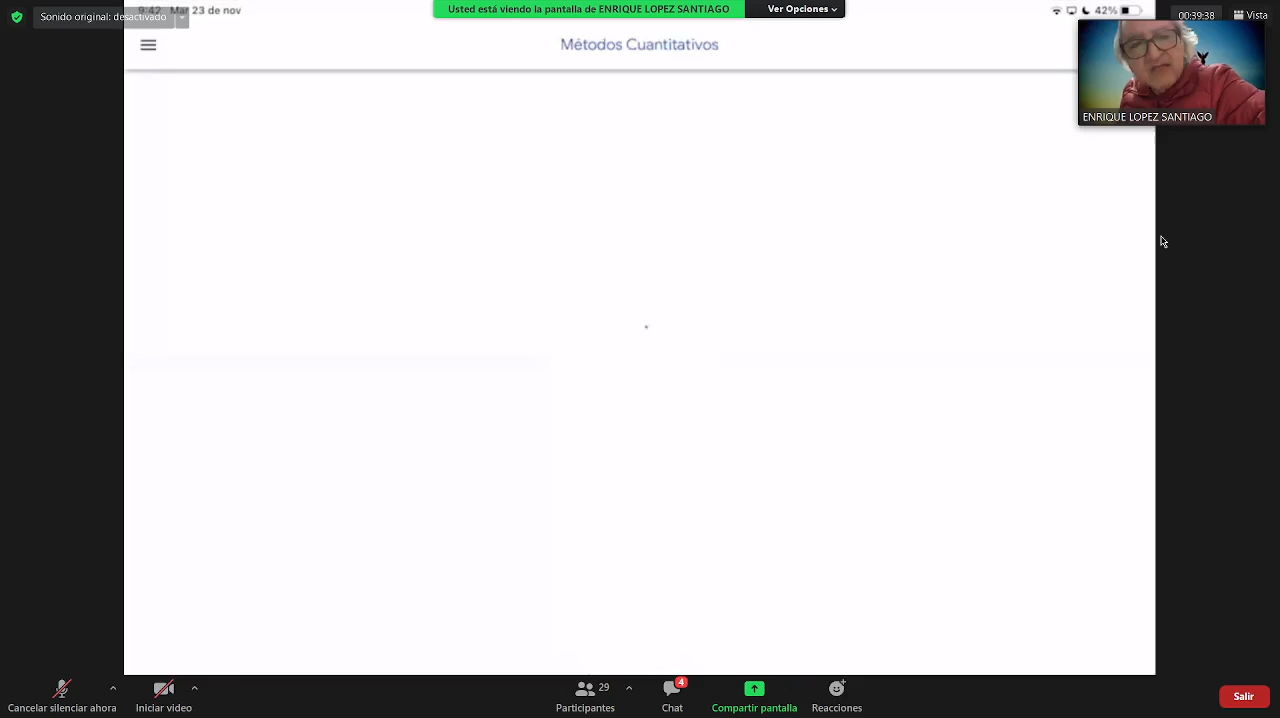 Sonido original: desactivado
9:42 Mar 23 de nov
Usted está viendo la pantalla de ENRIQUE LOPEZ SANTIAGO
Ver Opciones
42%
00:39:38
Vista
Métodos Cuantitativos
ENRIQUE LOPEZ SANTIAGO
29
4
Cancelar silenciar ahora
Iniciar video
Participantes
Chat
Compartir pantalla
Reacciones
Salir